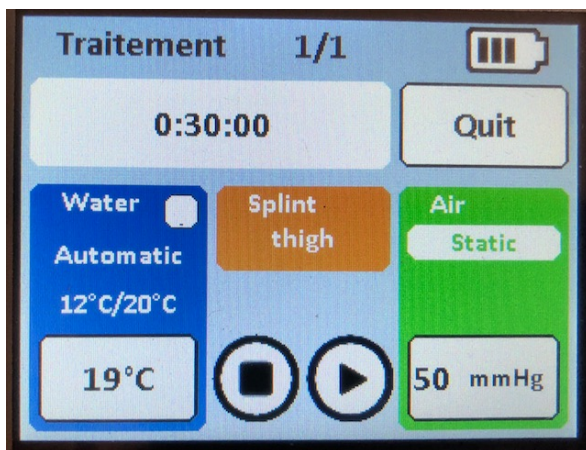 Traitement 1/1
0:30:00
Quit
Water
Automatic
12°C/20°C
19°C
Splint
thigh
Air
Static
50 mmHg